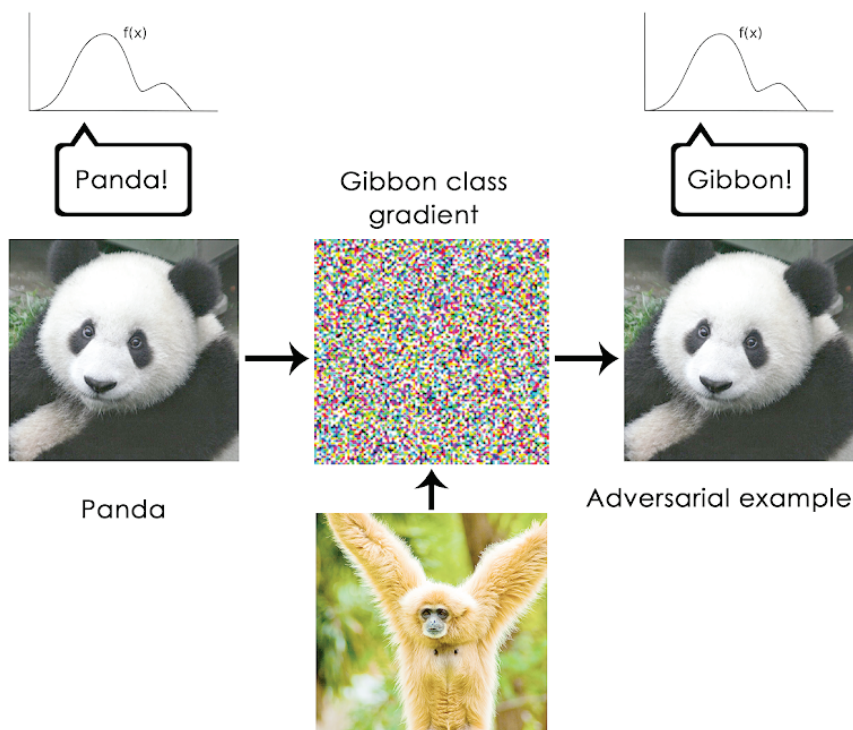 f(x)
f(x)
Panda!
Gibbon class
gradient
Gibbon!
Panda
Adversarial example